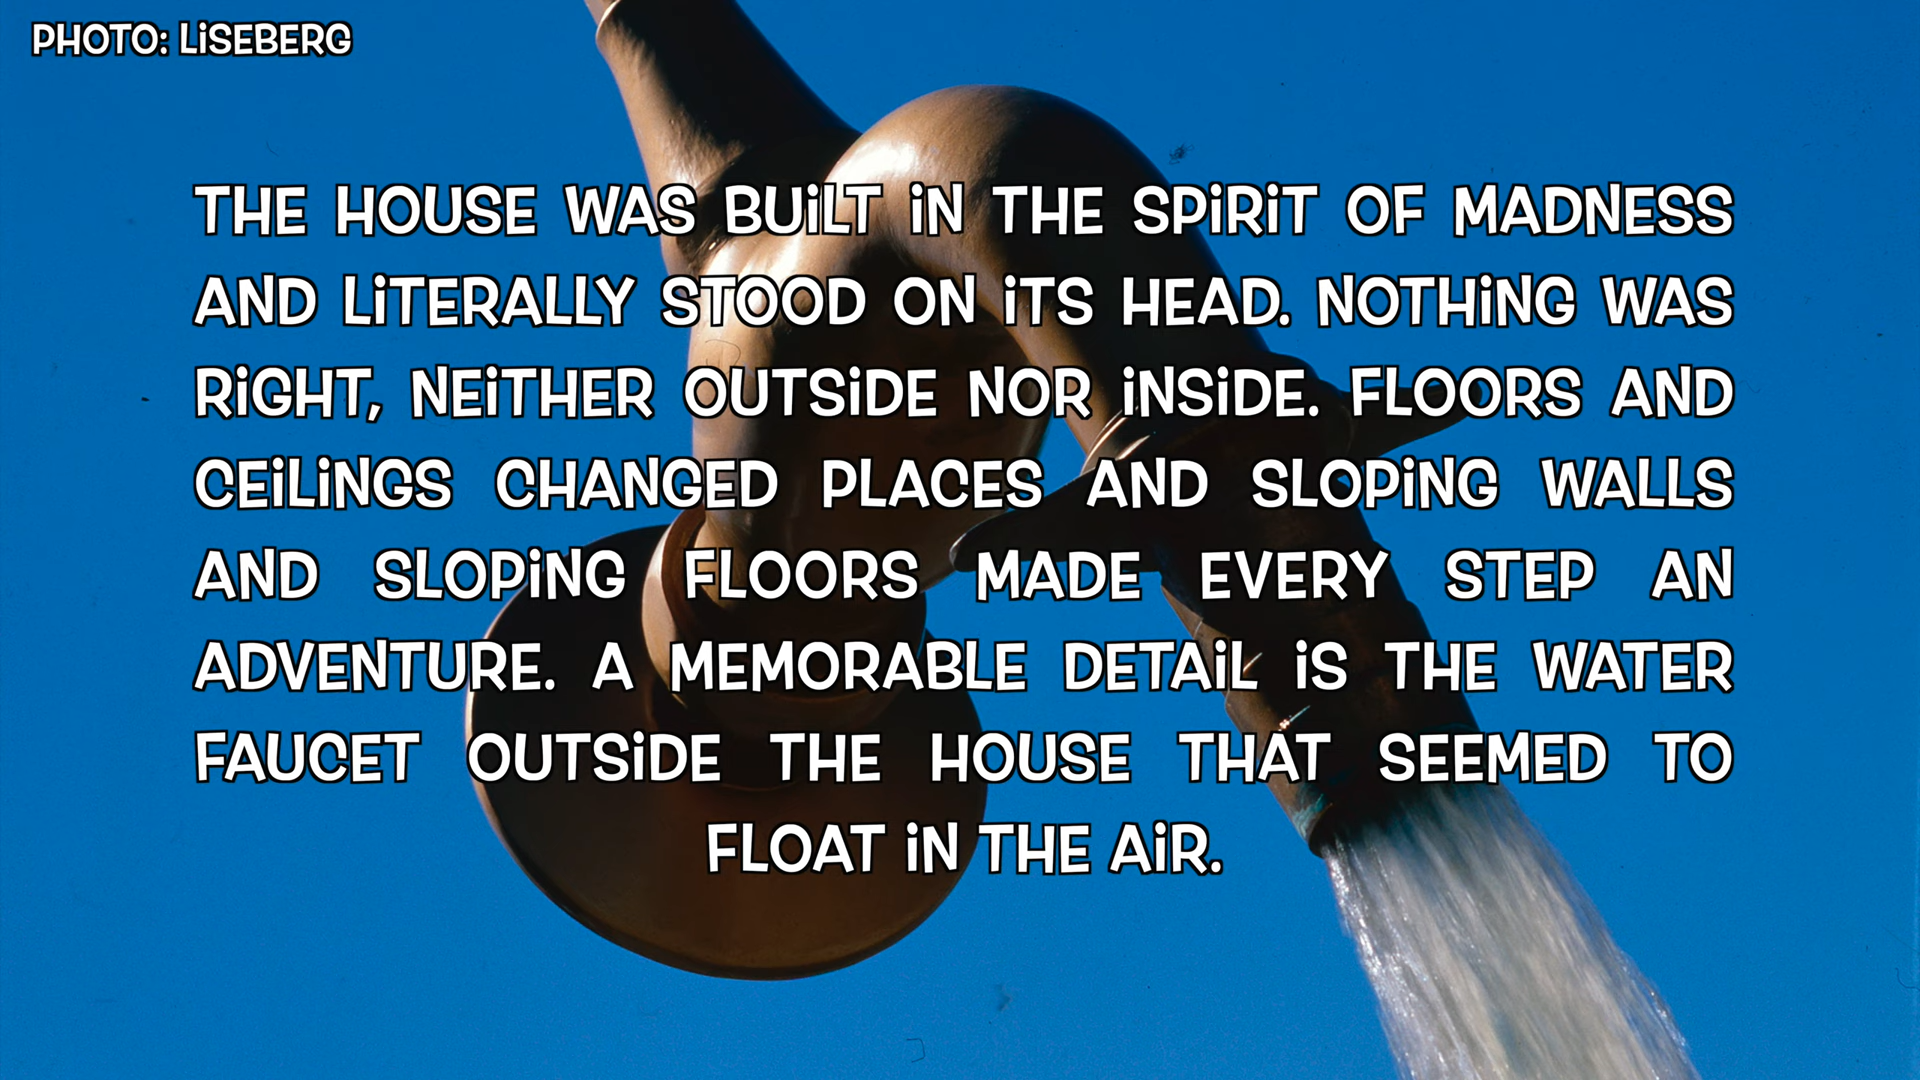 PHOTO: LiSEBERG
THE HOUSE WAS BUiLT iN THE SPiRiT OF MADNESS
AND LiTERALLY STOOD ON iTS HEAD. NOTHiNG WAS
RiGHT, NEiTHER OUTSiDE NOR iNSiDE. FLOORS AND
CEiLiNGS CHANGED PLACES AND SLOPiNG WALLS
AND SLOPiNG FLOORS MADE EVERY STEP AN
ADVENTURE. A MEMORABLE DETAiL iS THE WATER
FAUCET OUTSiDE THE HOUSE THAT SEEMED TO
FLOAT iN THE AiR.